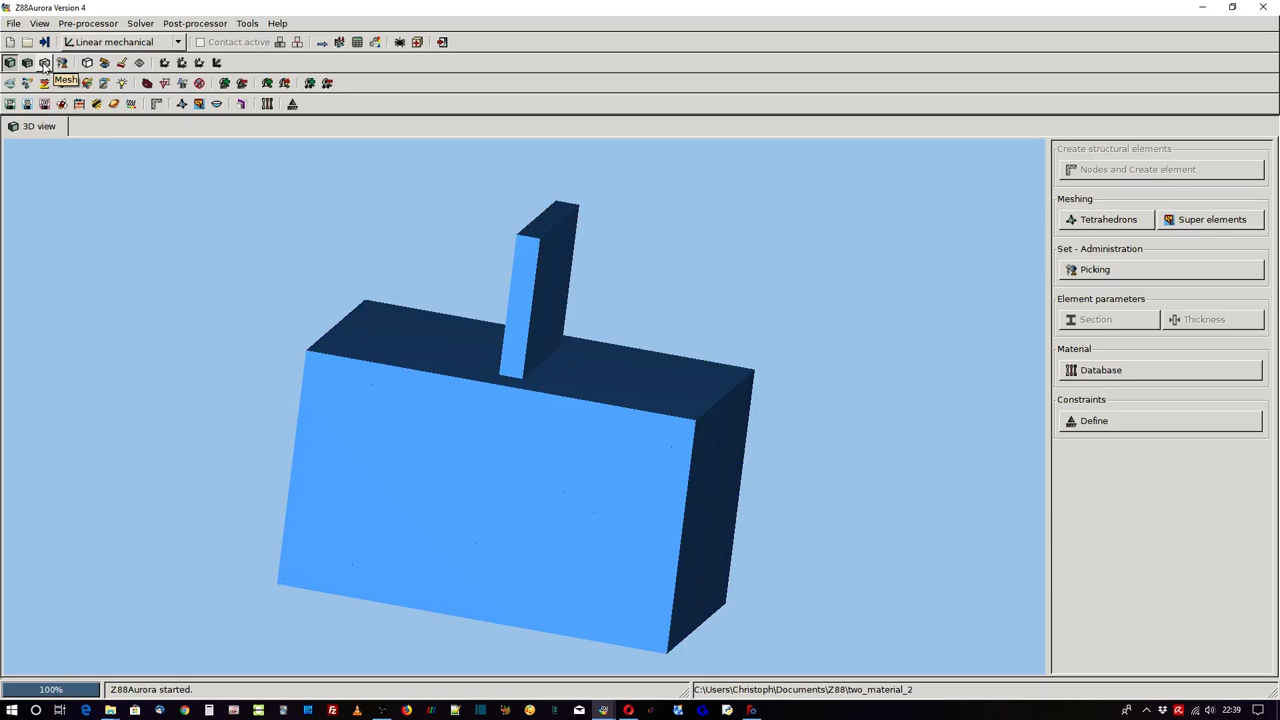 Z88Aurora Version 4
File View Pre-processor Solver Post-processor Tools Help
Linear mechanical Contact active
Mesh
3D view
Create structural elements
Nodes and Create element
Meshing
Tetrahedrons Super elements
Set - Administration
Picking
Element parameters
Section Thickness
Material
Database
Constraints
Define
100% Z88Aurora started. C:\Users\Christoph\Documents\Z88\two_material_2
22:39